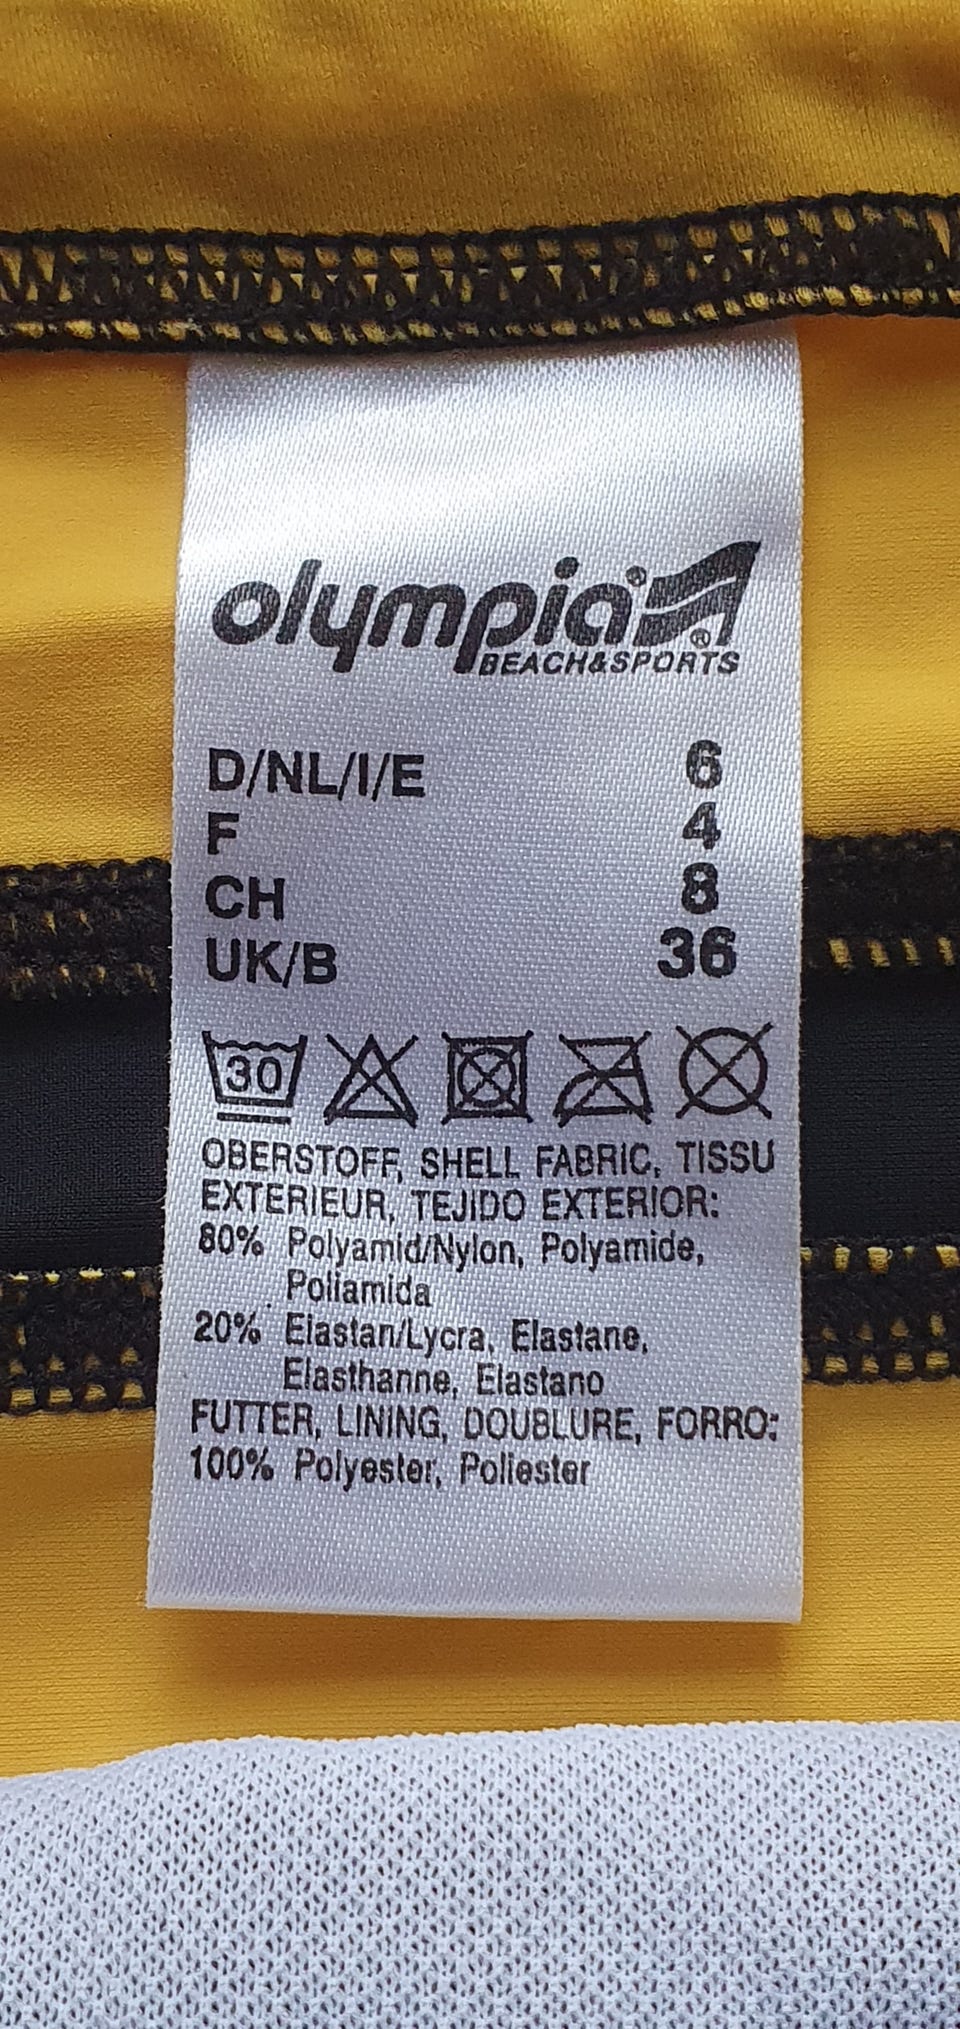 olympia®
®
BEACH&SPORTS
D/NL/I/E 6
F 4
CH 8
UK/B 36
30
OBERSTOFF, SHELL FABRIC, TISSU
EXTERIEUR, TEJIDO EXTERIOR:
80% Polyamid/Nylon, Polyamide,
Poliamida
20% Elastan/Lycra, Elastane,
Elasthanne, Elastano
FUTTER, LINING, DOUBLURE, FORRO:
100% Polyester, Poliester